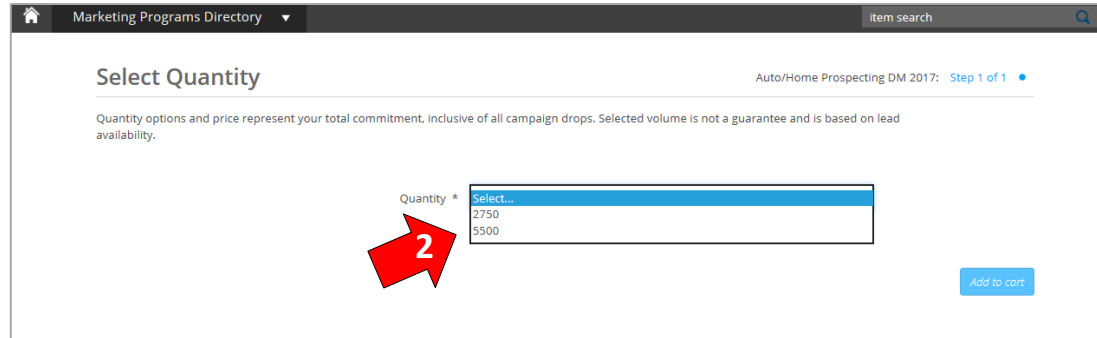 Marketing Programs Directory ▼
item search
Select Quantity
Auto/Home Prospecting DM 2017: Step 1 of 1
Quantity options and price represent your total commitment, inclusive of all campaign drops. Selected volume is not a guarantee and is based on lead
availability.
Quantity * Select...
2750
5500
2
Add to cart